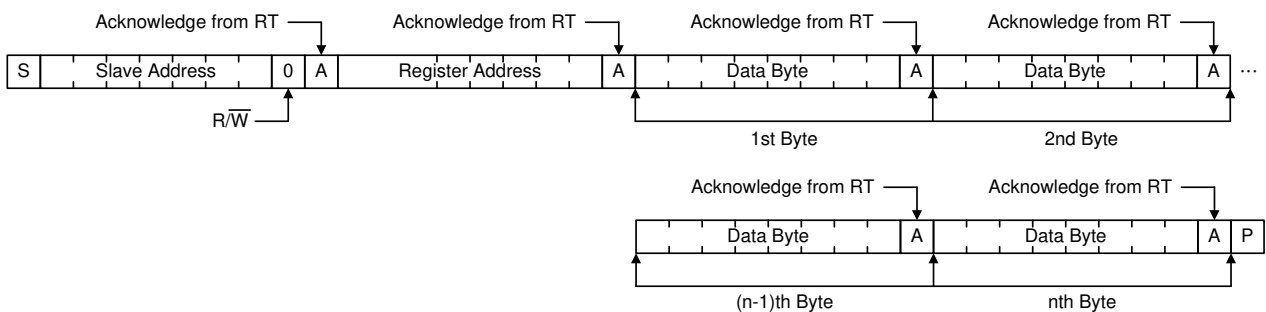 Acknowledge from RT Acknowledge from RT Acknowledge from RT Acknowledge from RT
S Slave Address 0 A Register Address A Data Byte A Data Byte A ...
R/W̅
1st Byte 2nd Byte
Acknowledge from RT Acknowledge from RT
Data Byte A Data Byte A P
(n-1)th Byte nth Byte